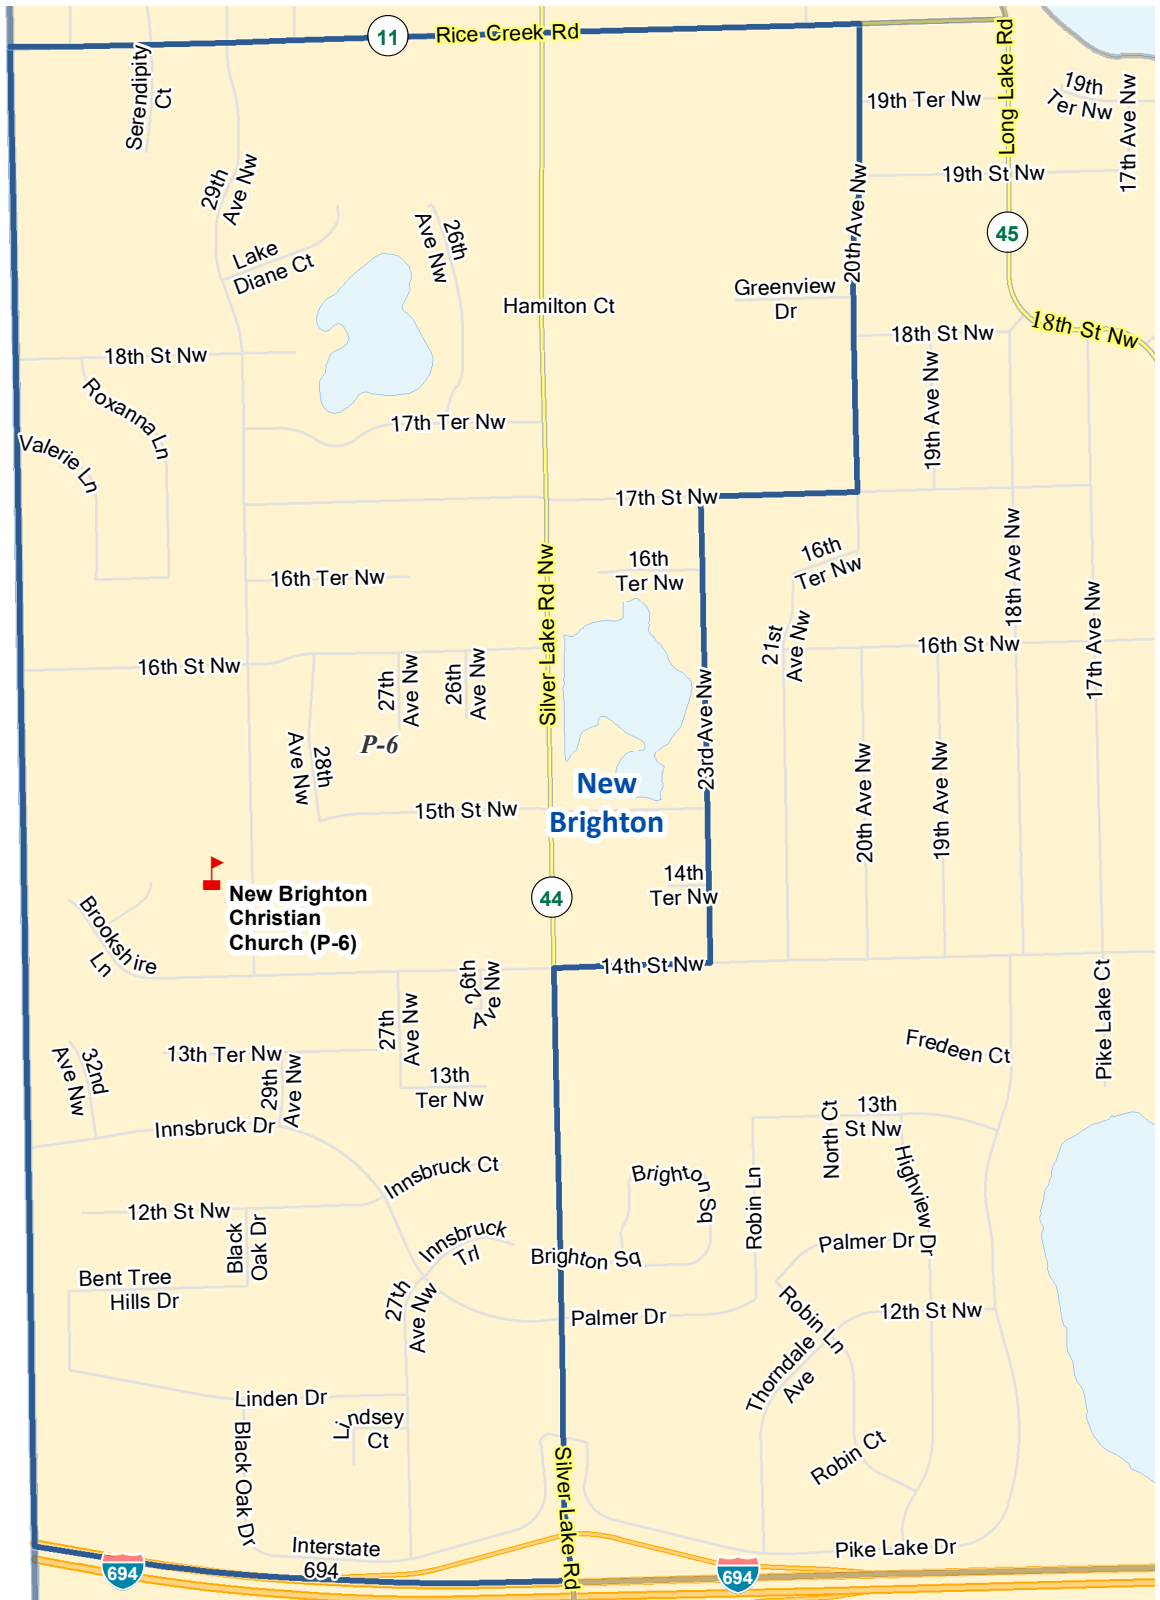 11
Rice Creek Rd
Serendipity
Ct
Long Lake Rd
19th Ter Nw
19th
Ter Nw
17th Ave Nw
29th
Ave Nw
19th St Nw
20th Ave Nw
26th
Ave Nw
45
Lake
Diane Ct
Greenview
Dr
Hamilton Ct
18th St Nw
18th St Nw
18th St Nw
19th Ave Nw
Roxanna Ln
17th Ter Nw
Valerie Ln
17th St Nw
16th Ter Nw
16th
Ter Nw
16th
Ter Nw
18th Ave Nw
Silver Lake Rd Nw
21st
Ave Nw
17th Ave Nw
16th St Nw
16th St Nw
27th
Ave Nw
26th
Ave Nw
23rd Ave Nw
P-6
28th
Ave Nw
New
Brighton
20th Ave Nw
19th Ave Nw
15th St Nw
14th
Ter Nw
44
New Brighton
Christian
Church (P-6)
Brookshire
Ln
14th St Nw
26th
Ave Nw
27th
Ave Nw
Pike Lake Ct
Fredeen Ct
32nd
Ave Nw
13th Ter Nw
29th
Ave Nw
13th
Ter Nw
13th
St Nw
North Ct
Innsbruck Dr
Innsbruck Ct
Brighton
Sq
Robin Ln
Highview Dr
12th St Nw
Black
Oak Dr
Innsbruck
Trl
Brighton Sq
Palmer Dr
Bent Tree
Hills Dr
27th
Ave Nw
Palmer Dr
Robin Ln
12th St Nw
Thorndale
Ave
Linden Dr
Lindsey
Ct
Black Oak Dr
Robin Ct
Silver Lake Rd
Interstate
694
Pike Lake Dr
694
694